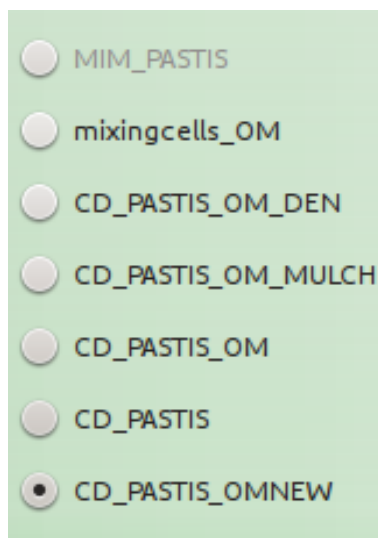 MIM_PASTIS
mixingcells_OM
CD_PASTIS_OM_DEN
CD_PASTIS_OM_MULCH
CD_PASTIS_OM
CD_PASTIS
CD_PASTIS_OMNEW